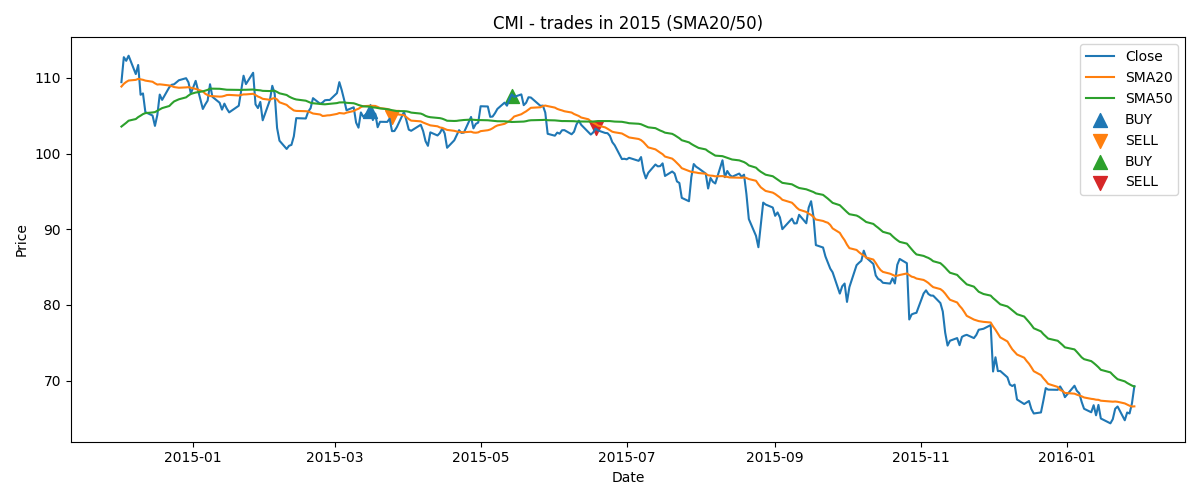 CMI - trades in 2015 (SMA20/50)
Close
SMA20
SMA50
BUY
SELL
BUY
SELL
Price
110
100
90
80
70
2015-01
2015-03
2015-05
2015-07
2015-09
2015-11
2016-01
Date